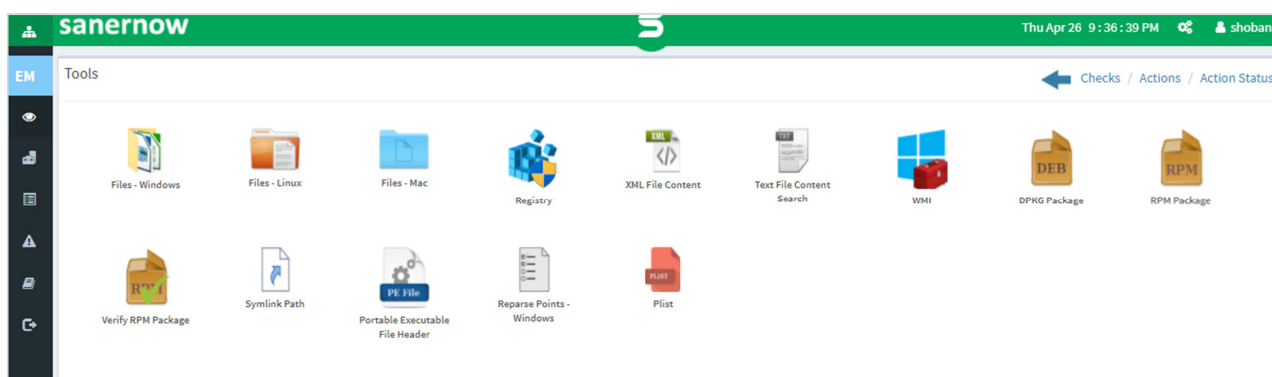 sanernow
Thu Apr 26 9:36:39 PM shoban
EM
Tools
Checks / Actions / Action Status
XML
TXT
DEB
RPM
Files - Windows
Files - Linux
Files - Mac
Registry
XML File Content
Text File Content
Search
WMI
DPKG Package
RPM Package
RPM
PE File
PLIST
Verify RPM Package
Symlink Path
Portable Executable
File Header
Reparse Points -
Windows
Plist